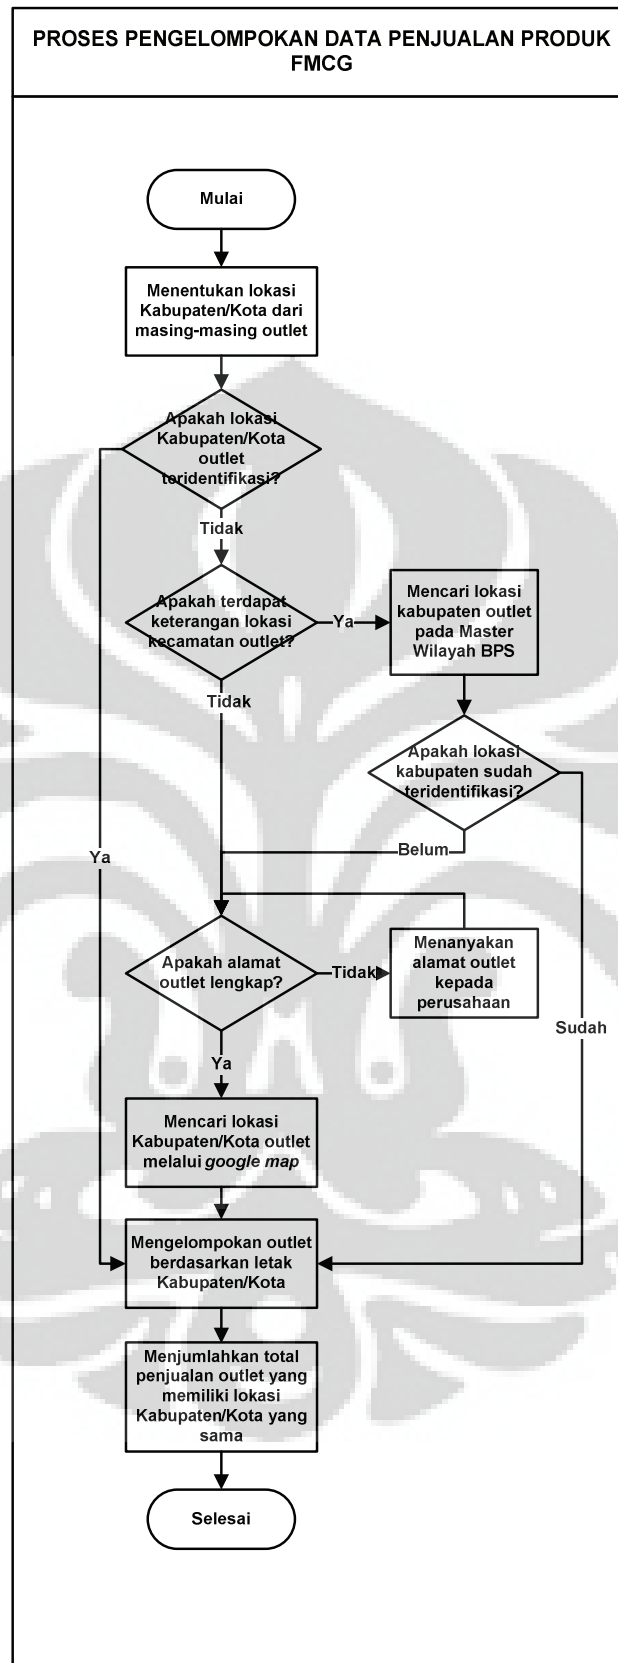 PROSES PENGELOMPOKAN DATA PENJUALAN PRODUK
FMCG
Mulai
Menentukan lokasi
Kabupaten/Kota dari
masing-masing outlet
Apakah lokasi
Kabupaten/Kota
outlet
teridentifikasi?
Tidak
Apakah terdapat
keterangan lokasi
kecamatan outlet?
Ya
Mencari lokasi
kabupaten outlet
pada Master
Wilayah BPS
Tidak
Apakah lokasi
kabupaten sudah
teridentifikasi?
Belum
Ya
Apakah alamat
outlet lengkap?
Tidak
Menanyakan
alamat outlet
kepada
perusahaan
Sudah
Ya
Mencari lokasi
Kabupaten/Kota outlet
melalui google map
Mengelompokan outlet
berdasarkan letak
Kabupaten/Kota
Menjumlahkan total
penjualan outlet yang
memiliki lokasi
Kabupaten/Kota yang
sama
Selesai